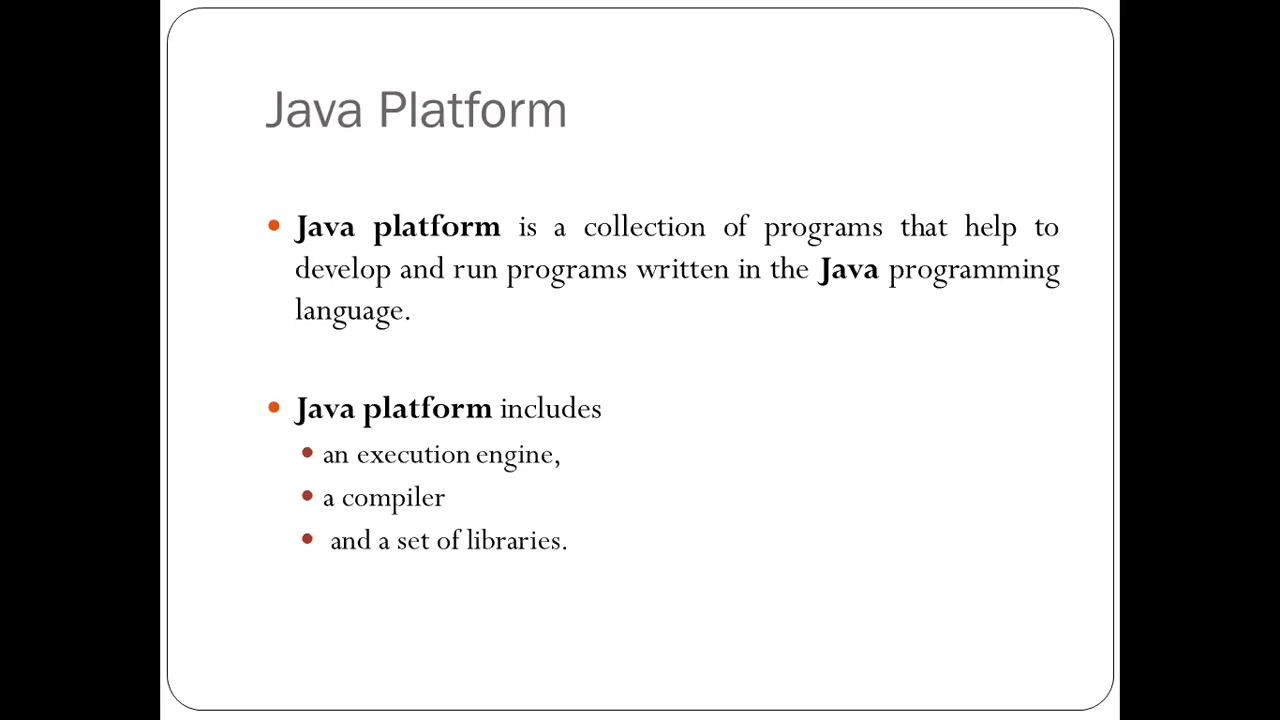 Java Platform
Java platform is a collection of programs that help to
develop and run programs written in the Java programming
language.
Java platform includes
an execution engine,
a compiler
and a set of libraries.